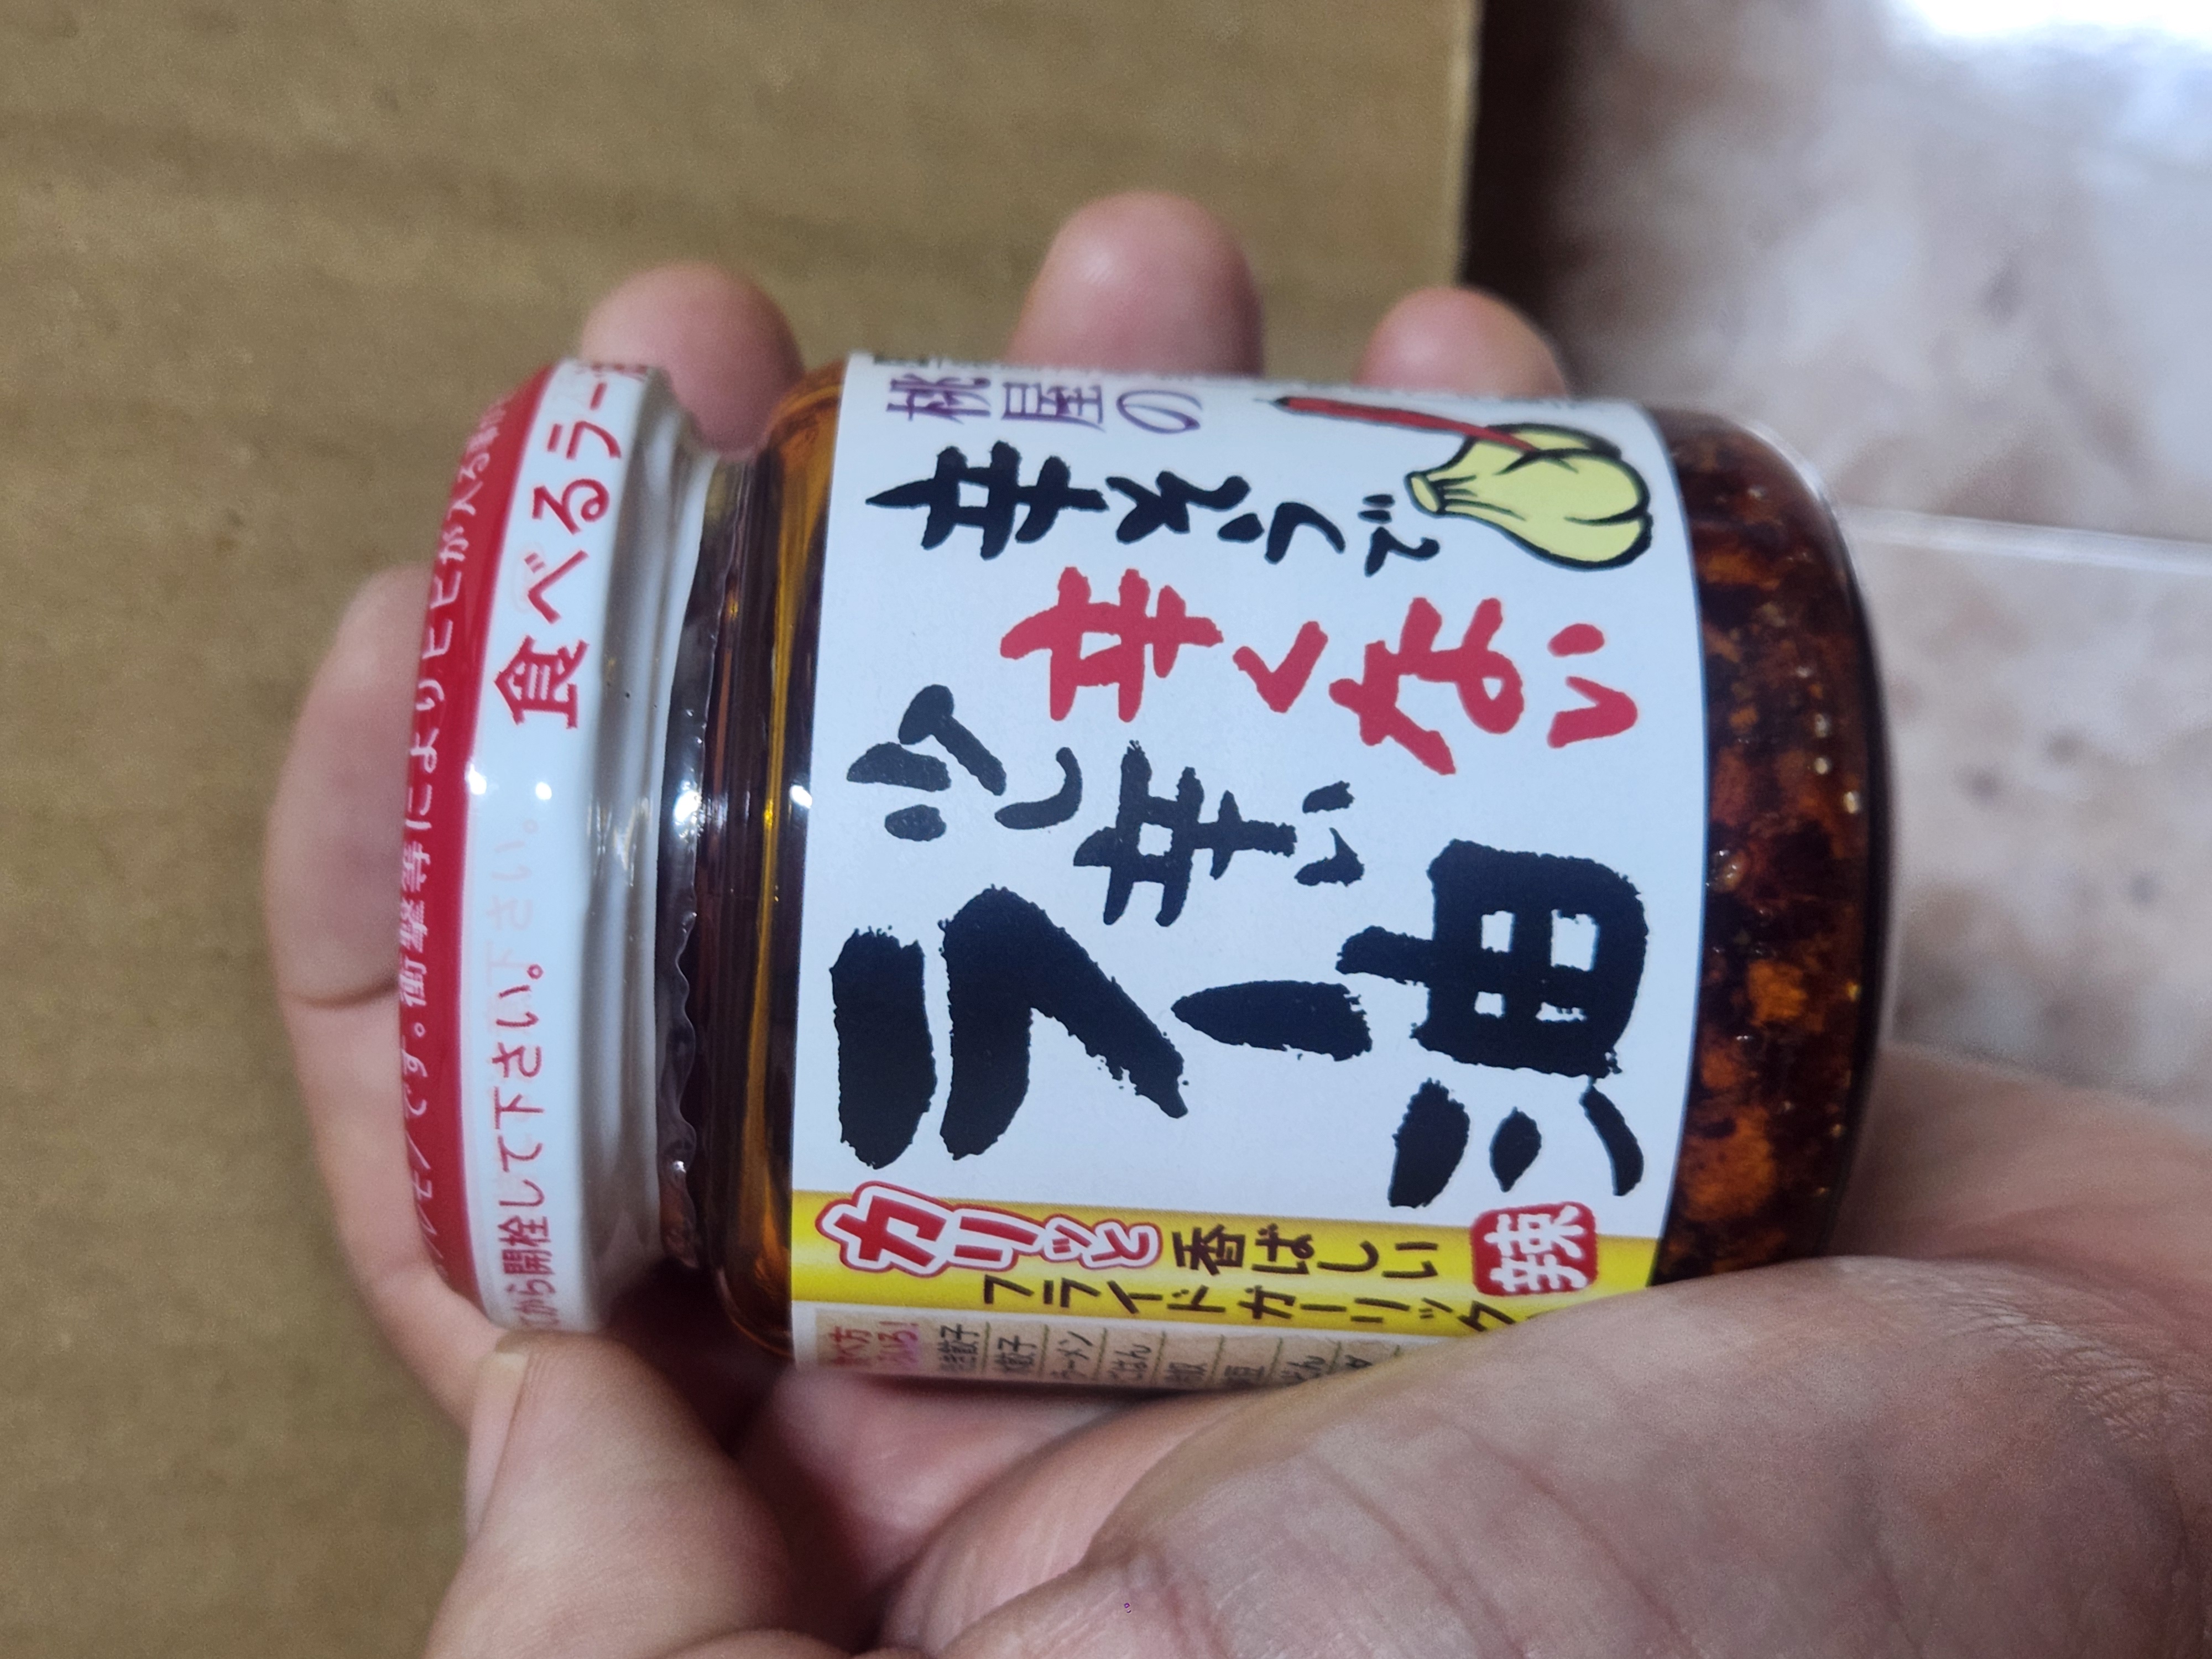 食べるラー油
から開栓して下さい。
です。衝撃等によりヒビが入る
桃屋の
辛そうで
辛くない
少し辛い
ラー油
カリッと香ばしい
フライドガーリック
辣
餃子
ラーメン
ごはん